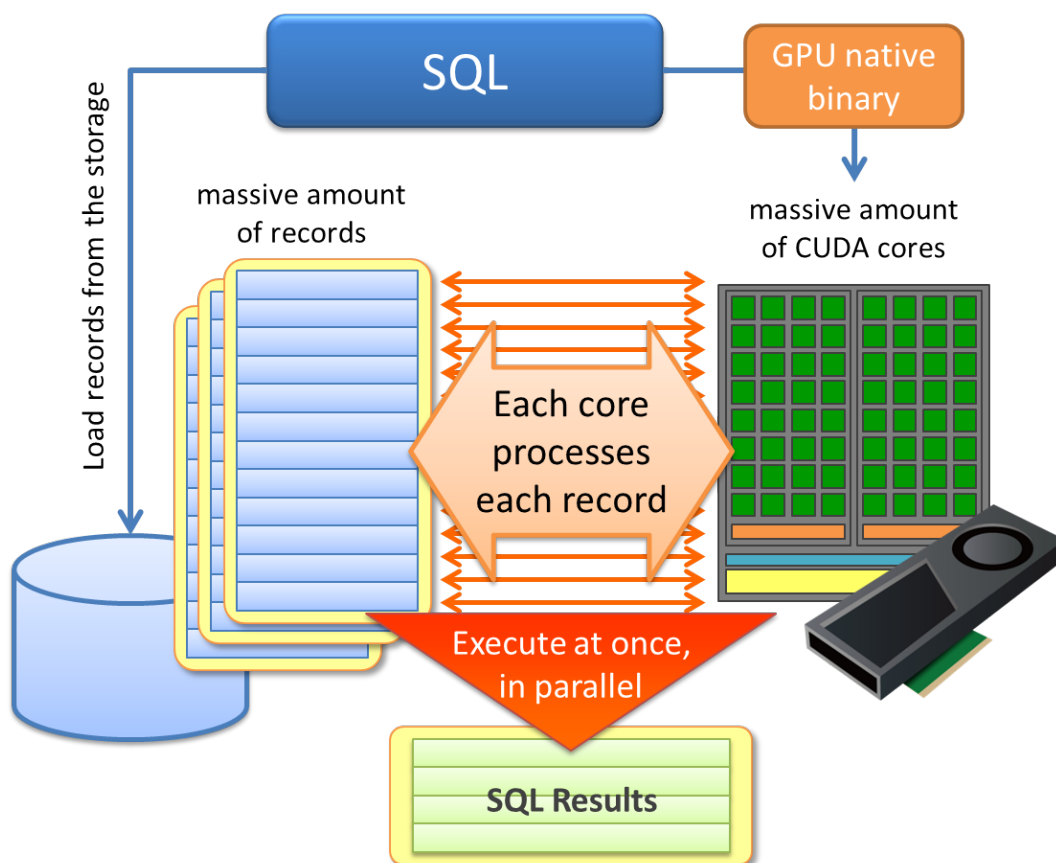 SQL
GPU native
binary
Load records from the storage
massive amount
of records
massive amount
of CUDA cores
Each core
processes
each record
Execute at once,
in parallel
SQL Results